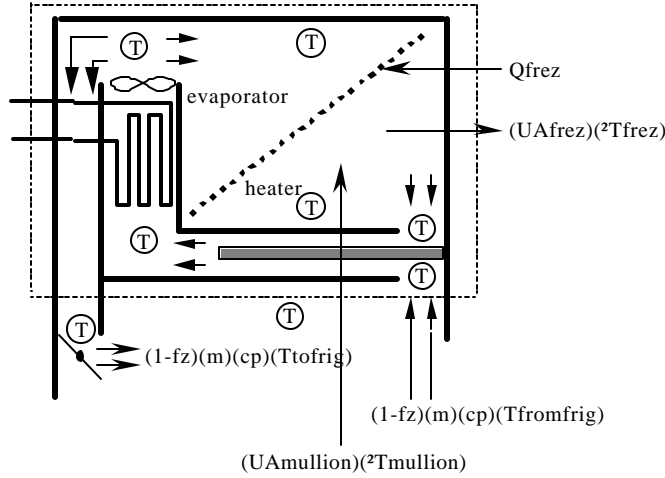 T
T
Qfrez
evaporator
(UAfrez)(²Tfrez)
heater
T
T
T
T
T
T
(1-fz)(m)(cp)(Ttofrig)
(1-fz)(m)(cp)(Tfromfrig)
(UAmullion)(²Tmullion)